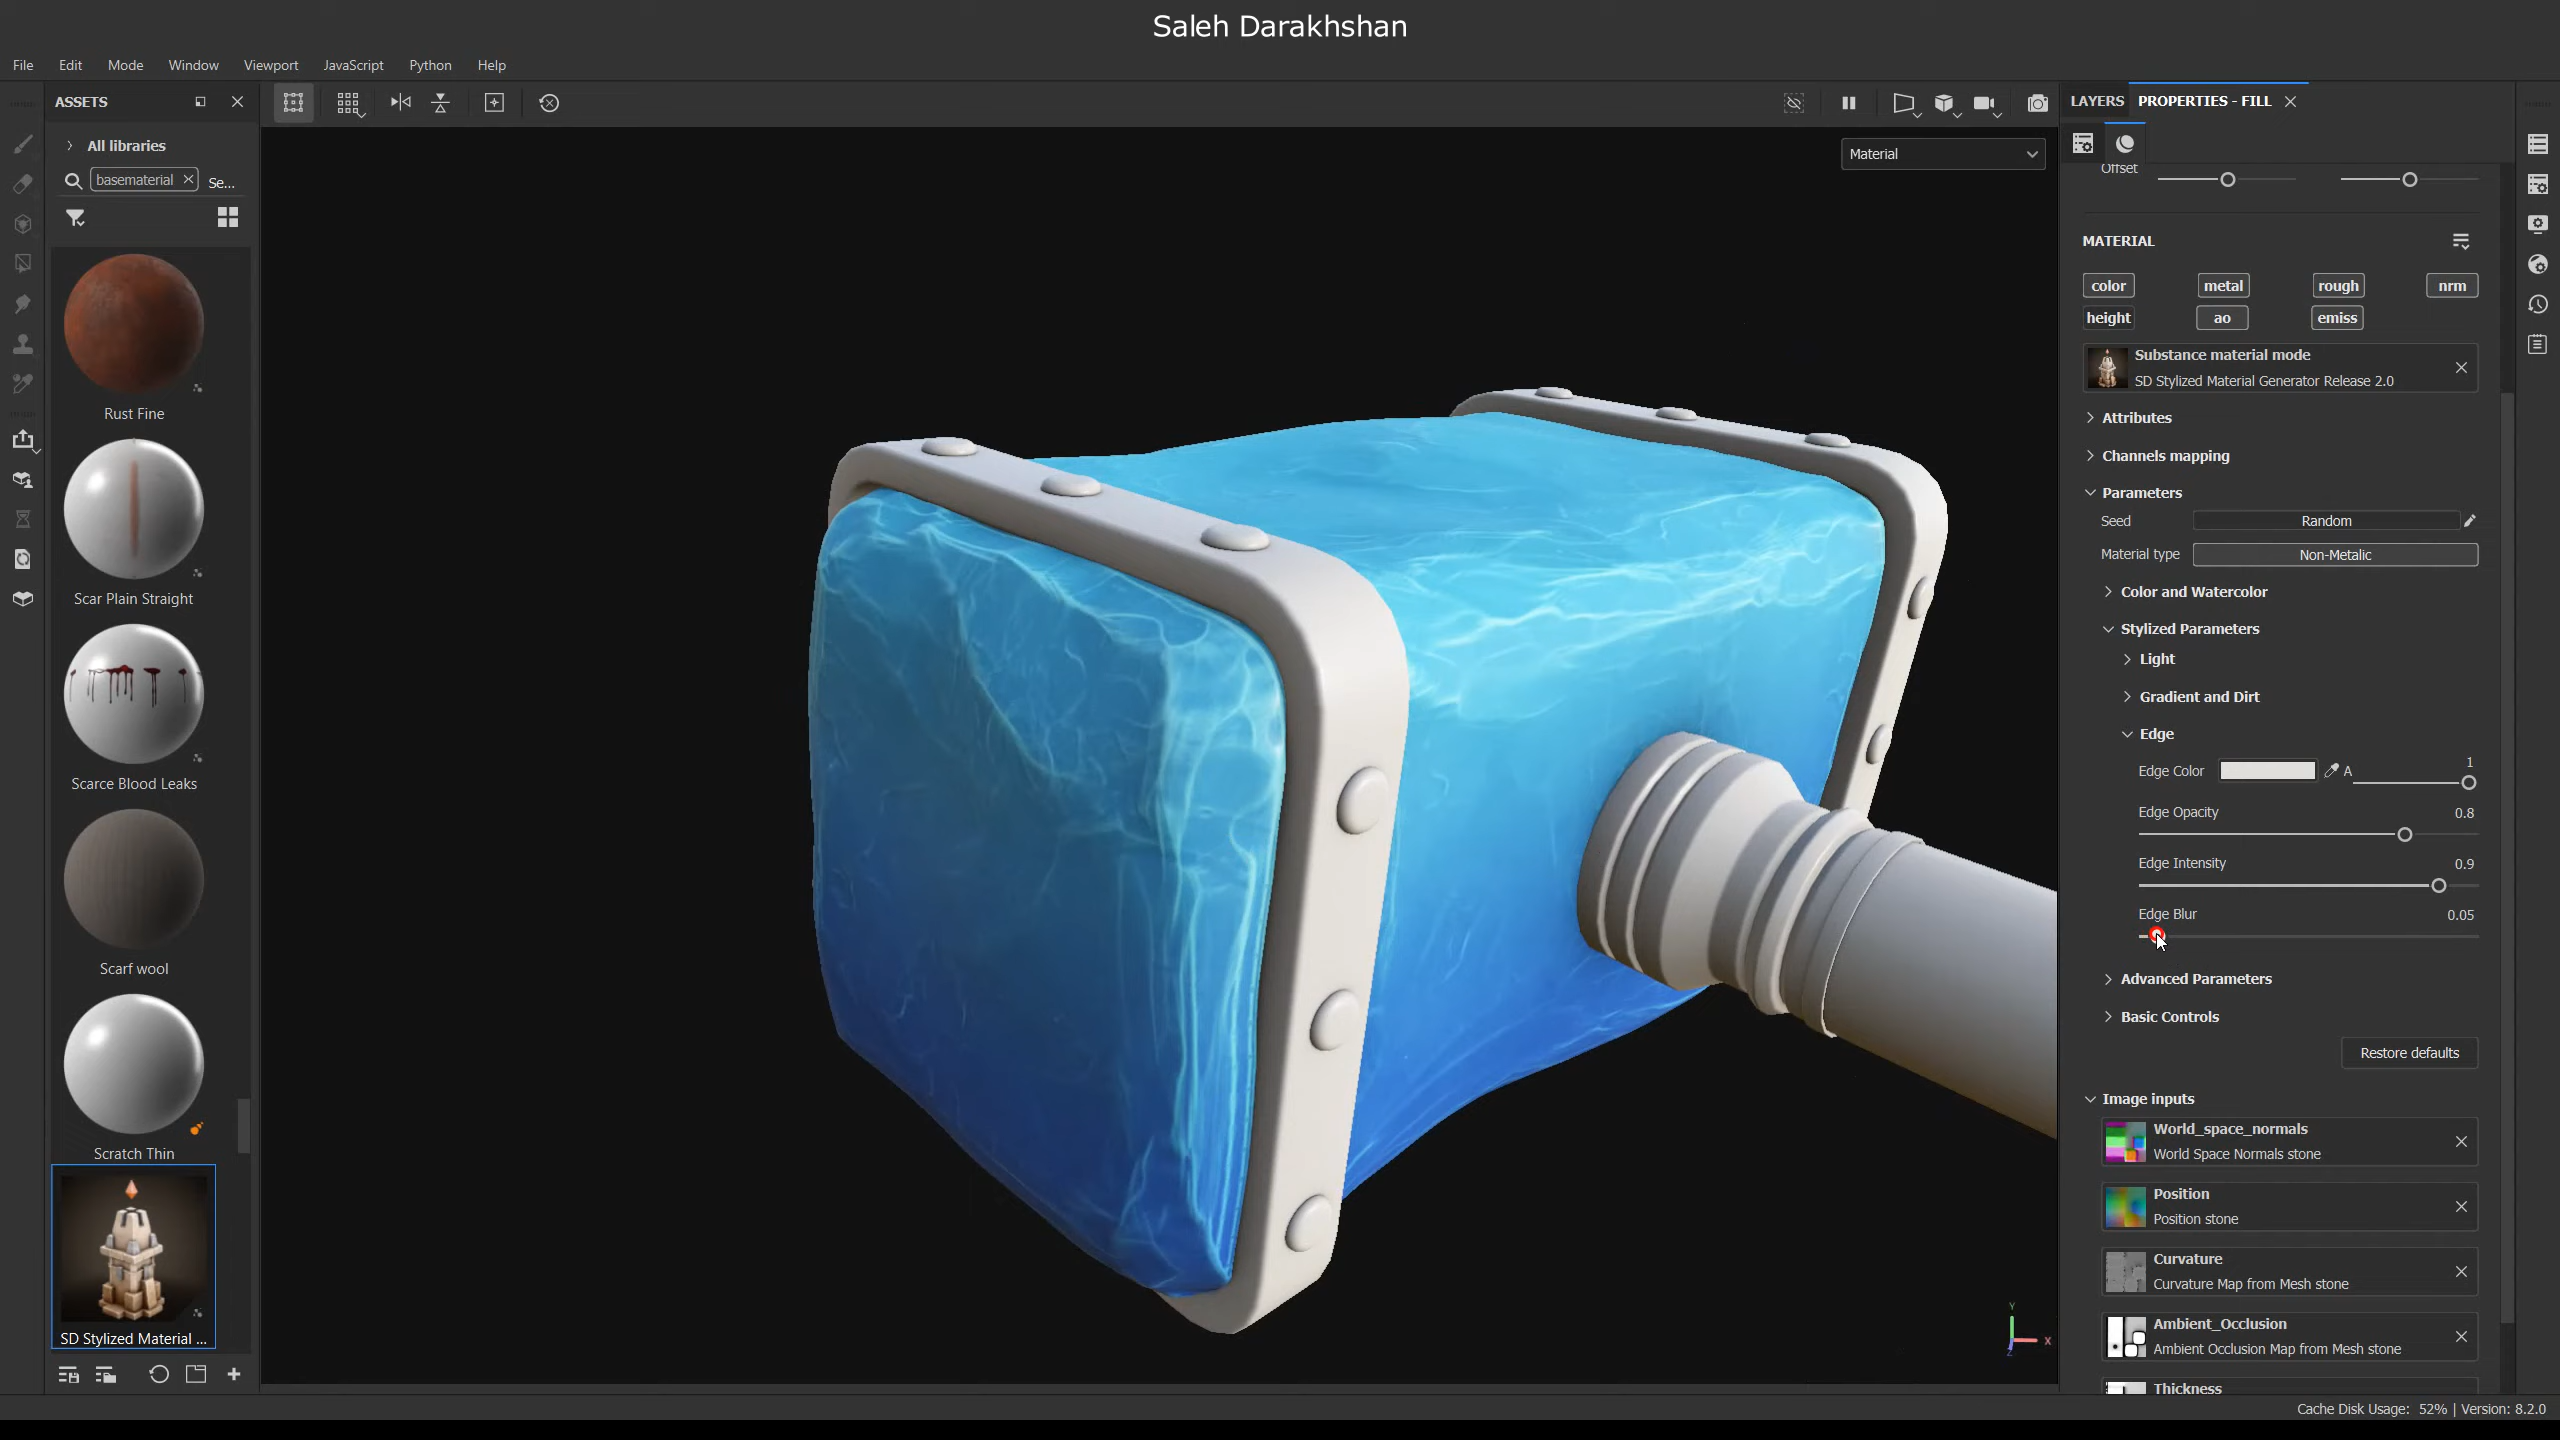 Saleh Darakhshan
File Edit Mode Window Viewport JavaScript Python Help
ASSETS
All libraries
basematerial Se...
Rust Fine
Scar Plain Straight
Scarce Blood Leaks
Scarf wool
Scratch Thin
SD Stylized Material ...
Material
Y
X
Z
LAYERS PROPERTIES - FILL
Offset
MATERIAL
color metal rough nrm
height ao emiss
Substance material mode
SD Stylized Material Generator Release 2.0
Attributes
Channels mapping
Parameters
Seed Random
Material type Non-Metalic
Color and Watercolor
Stylized Parameters
Light
Gradient and Dirt
Edge
Edge Color A 1
Edge Opacity 0.8
Edge Intensity 0.9
Edge Blur 0.05
Advanced Parameters
Basic Controls
Restore defaults
Image inputs
World_space_normals
World Space Normals stone
Position
Position stone
Curvature
Curvature Map from Mesh stone
Ambient_Occlusion
Ambient Occlusion Map from Mesh stone
Thickness
Cache Disk Usage: 52% | Version: 8.2.0